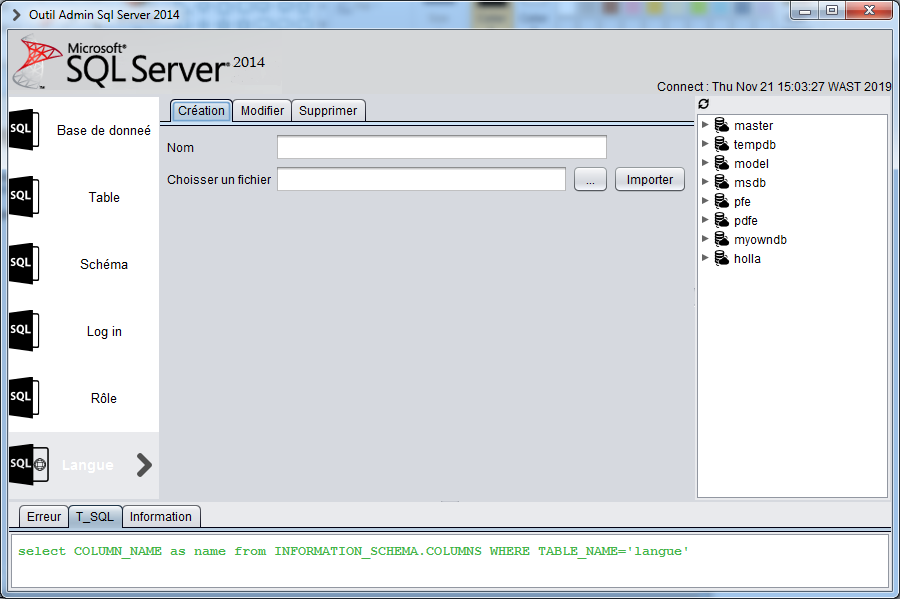 Outil Admin Sql Server 2014
Microsoft®
SQL Server® 2014
Connect : Thu Nov 21 15:03:27 WAST 2019
SQL Base de donneé
SQL Table
SQL Schéma
SQL Log in
SQL Rôle
SQL Langue
Création Modifier Supprimer
Nom
Choisser un fichier ... Importer
master
tempdb
model
msdb
pfe
pdfe
myowndb
holla
Erreur T_SQL Information
select COLUMN_NAME as name from INFORMATION_SCHEMA.COLUMNS WHERE TABLE_NAME='langue'